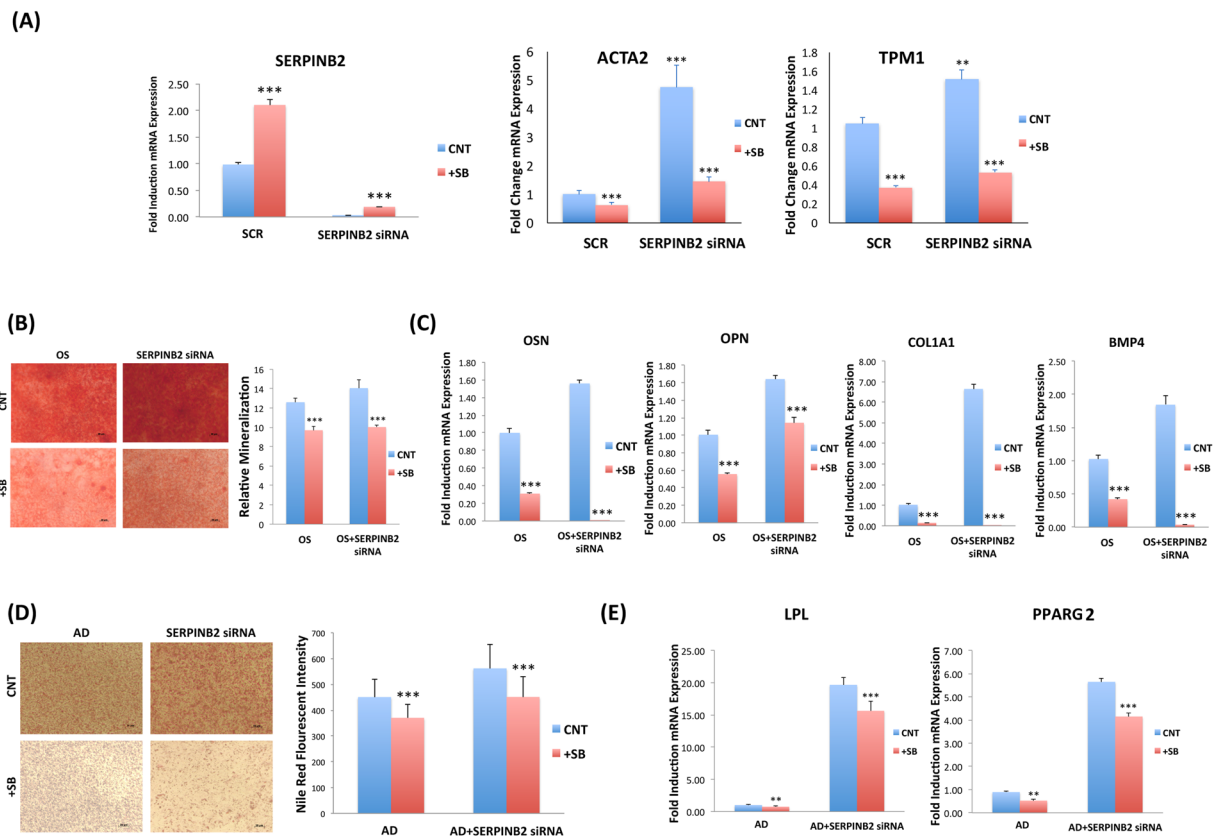 (A)
SERPINB2
Fold Induction mRNA Expression
2.50
2.00
1.50
1.00
0.50
0.00
***
***
SCR
SERPINB2 siRNA
CNT
+SB
ACTA2
Fold Change mRNA Expression
6
5
4
3
2
1
0
***
***
***
SCR
SERPINB2 siRNA
CNT
+SB
TPM1
Fold Change mRNA Expression
1.8
1.6
1.4
1.2
1
0.8
0.6
0.4
0.2
0
***
**
***
SCR
SERPINB2 siRNA
CNT
+SB
(B)
OS
SERPINB2 siRNA
CNT
+SB
Relative Mineralization
16
14
12
10
8
6
4
2
0
***
***
OS
OS+SERPINB2
siRNA
CNT
+SB
(C)
OSN
Fold Induction mRNA Expression
1.80
1.60
1.40
1.20
1.00
0.80
0.60
0.40
0.20
0.00
***
***
OS
OS+SERPINB2
siRNA
CNT
+SB
OPN
Fold Induction mRNA Expression
1.80
1.60
1.40
1.20
1.00
0.80
0.60
0.40
0.20
0.00
***
***
OS
OS+SERPINB2
siRNA
CNT
+SB
COL1A1
Fold Induction mRNA Expression
8.00
7.00
6.00
5.00
4.00
3.00
2.00
1.00
0.00
***
***
OS
OS+SERPINB2
siRNA
CNT
+SB
BMP4
Fold Induction mRNA Expression
2.50
2.00
1.50
1.00
0.50
0.00
***
***
OS
OS+SERPINB2
siRNA
CNT
+SB
(D)
AD
SERPINB2 siRNA
CNT
+SB
Nile Red Flourescent Intensity
700
600
500
400
300
200
100
0
***
***
AD
AD+SERPINB2 siRNA
CNT
+SB
(E)
LPL
Fold Induction mRNA Expression
25.00
20.00
15.00
10.00
5.00
0.00
**
***
AD
AD+SERPINB2 siRNA
CNT
+SB
PPARG 2
Fold Induction mRNA Expression
7.00
6.00
5.00
4.00
3.00
2.00
1.00
0.00
**
***
AD
AD+SERPINB2 siRNA
CNT
+SB